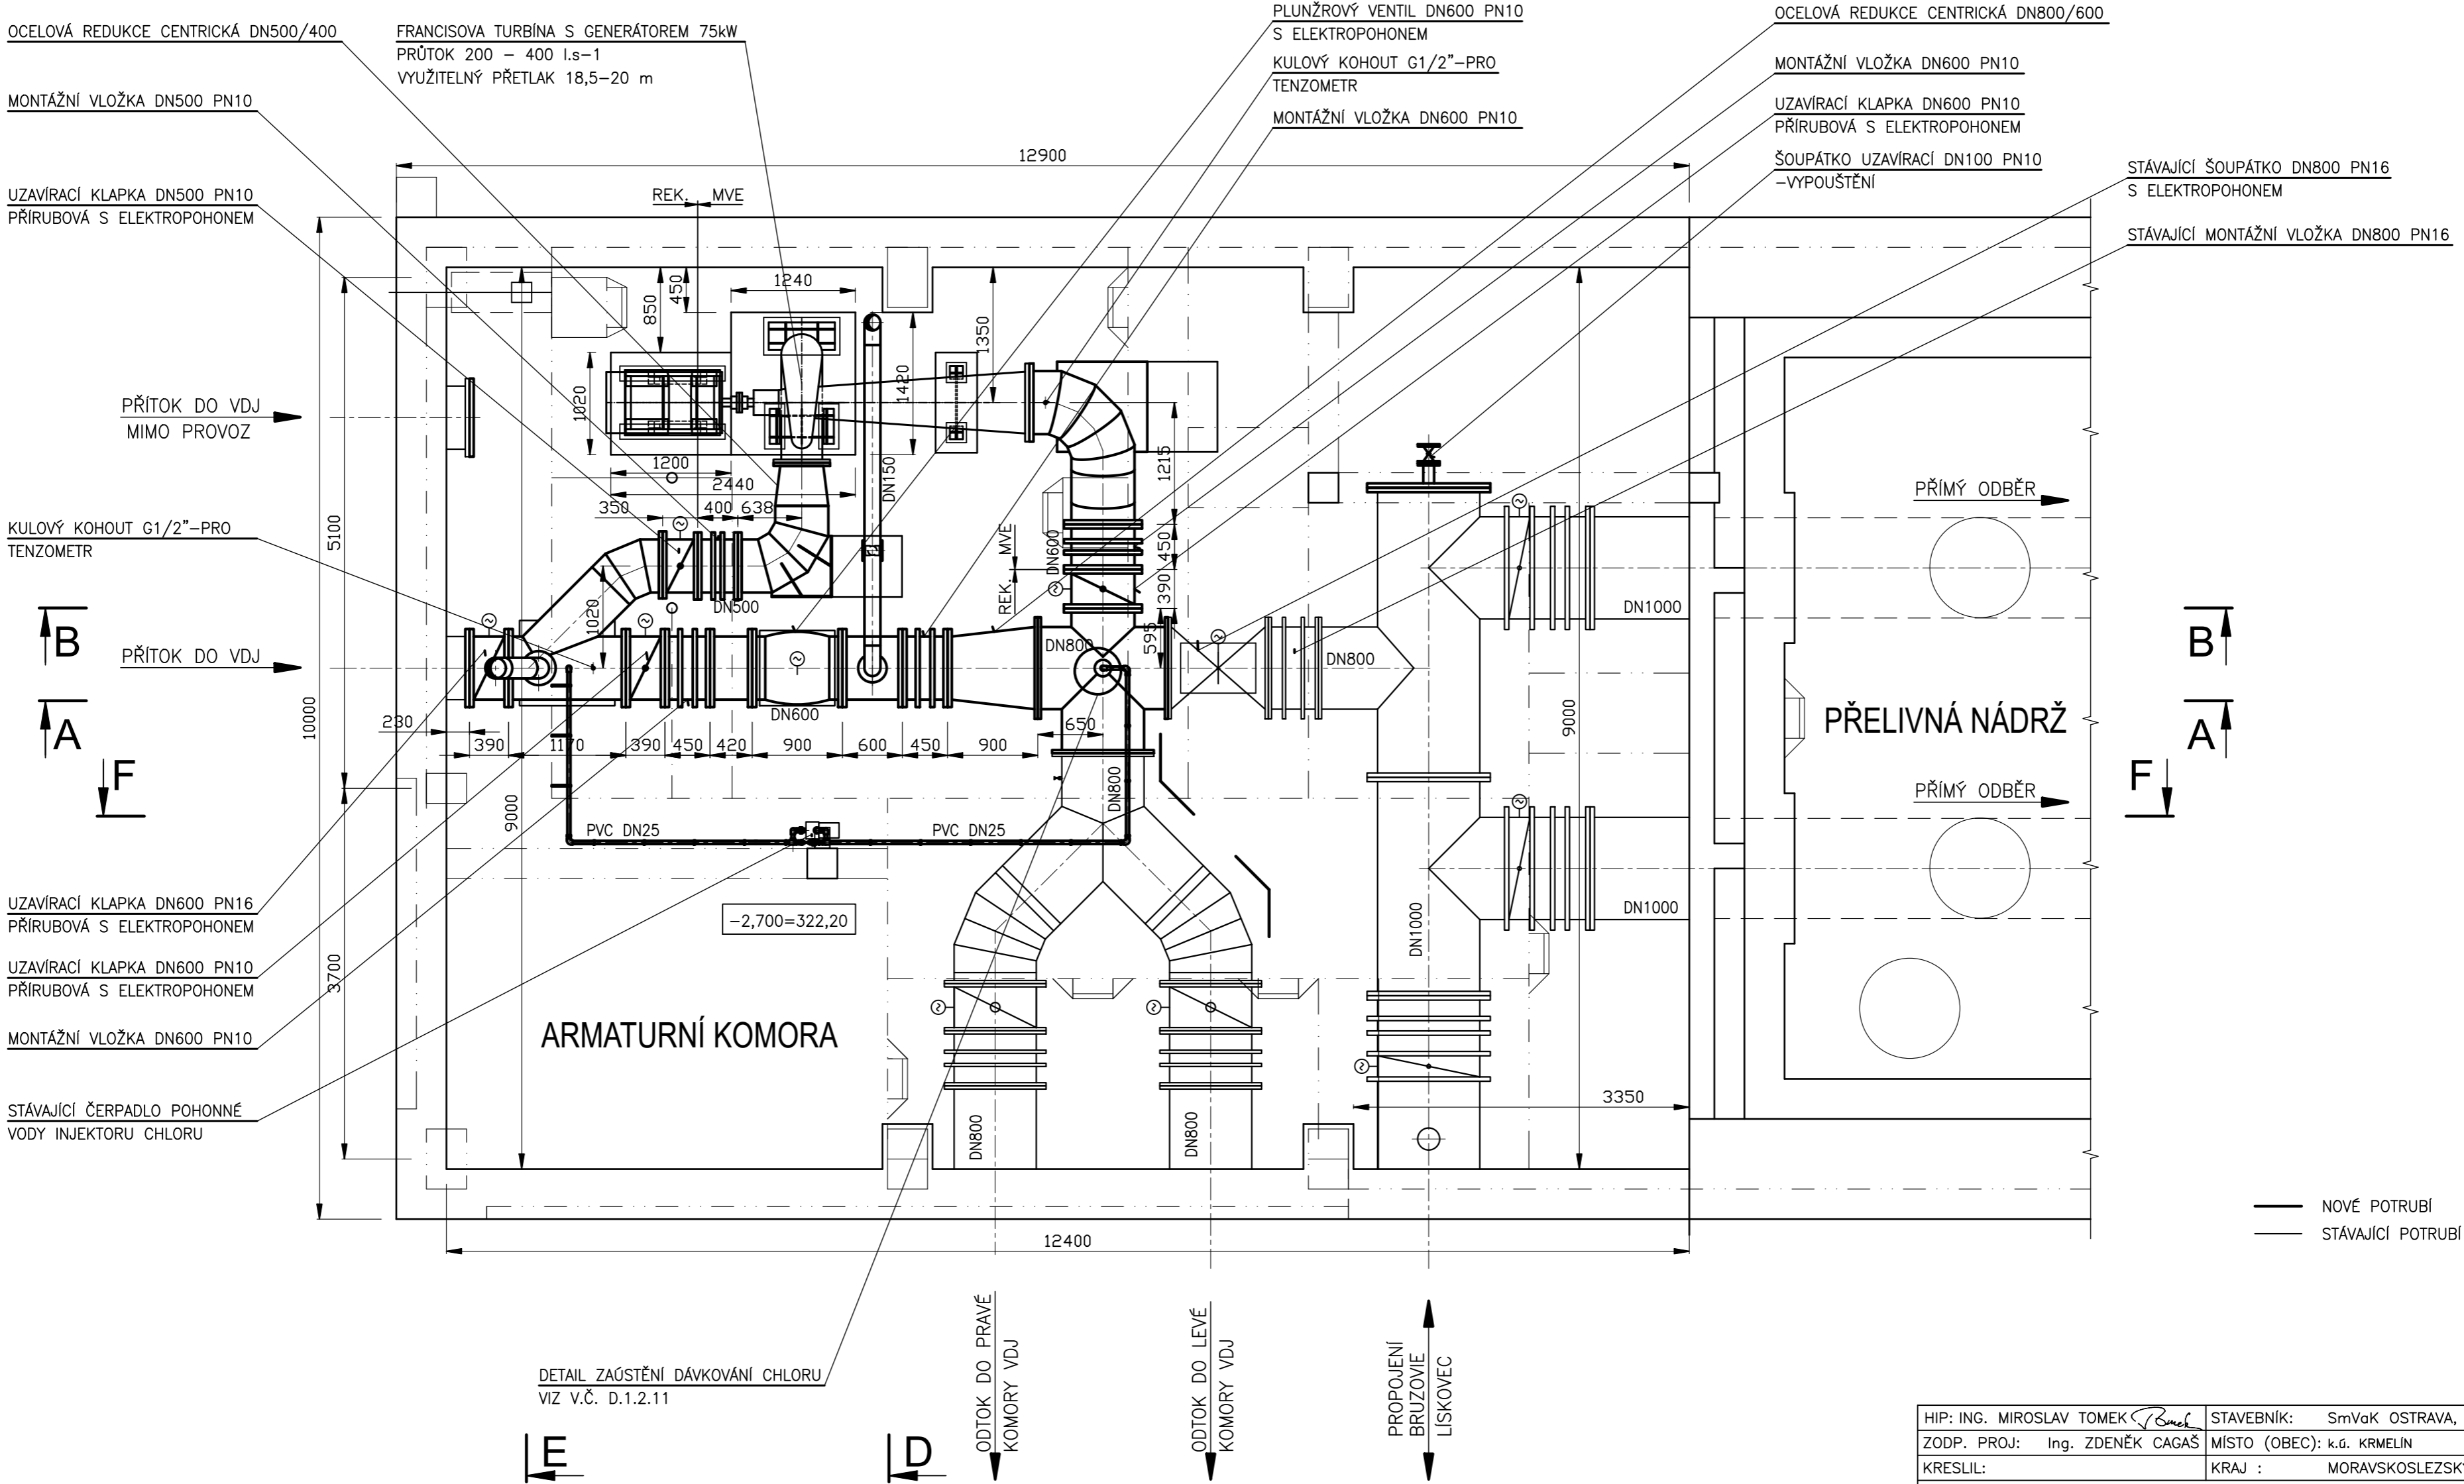 OCELOVÁ REDUKCE CENTRICKÁ DN500/400
FRANCISOVA TURBÍNA S GENERÁTOREM 75kW
PRŮTOK 200 – 400 l.s–1
VYUŽITELNÝ PŘETLAK 18,5–20 m
PLUNŽROVÝ VENTIL DN600 PN10
S ELEKTROPOHONEM
KULOVÝ KOHOUT G1/2"–PRO
TENZOMETR
MONTÁŽNÍ VLOŽKA DN600 PN10
OCELOVÁ REDUKCE CENTRICKÁ DN800/600
MONTÁŽNÍ VLOŽKA DN600 PN10
UZAVÍRACÍ KLAPKA DN600 PN10
PŘÍRUBOVÁ S ELEKTROPOHONEM
ŠOUPÁTKO UZAVÍRACÍ DN100 PN10
–VYPOUŠTĚNÍ
STÁVAJÍCÍ ŠOUPÁTKO DN800 PN16
S ELEKTROPOHONEM
STÁVAJÍCÍ MONTÁŽNÍ VLOŽKA DN800 PN16
MONTÁŽNÍ VLOŽKA DN500 PN10
UZAVÍRACÍ KLAPKA DN500 PN10
PŘÍRUBOVÁ S ELEKTROPOHONEM
12900
REK. MVE
850
450
1240
1350
1020
1420
PŘÍTOK DO VDJ
MIMO PROVOZ
1200
2440
350
400
638
DN150
1215
KULOVÝ KOHOUT G1/2"–PRO
TENZOMETR
5100
10000
1020
DN500
REK.
MVE
DN600
450
390
595
PŘÍMÝ ODBĚR
DN1000
B
B
PŘÍTOK DO VDJ
DN800
DN800
DN600
A
A
230
390
1170
390
450
420
900
600
450
900
650
9000
9000
PŘELIVNÁ NÁDRŽ
F
F
DN800
PŘÍMÝ ODBĚR
PVC DN25
PVC DN25
UZAVÍRACÍ KLAPKA DN600 PN16
PŘÍRUBOVÁ S ELEKTROPOHONEM
–2,700=322,20
DN1000
DN1000
3700
UZAVÍRACÍ KLAPKA DN600 PN10
PŘÍRUBOVÁ S ELEKTROPOHONEM
ARMATURNÍ KOMORA
MONTÁŽNÍ VLOŽKA DN600 PN10
STÁVAJÍCÍ ČERPADLO POHONNÉ
VODY INJEKTORU CHLORU
DN800
DN800
3350
NOVÉ POTRUBÍ
STÁVAJÍCÍ POTRUBÍ
12400
DETAIL ZAÚSTĚNÍ DÁVKOVÁNÍ CHLORU
VIZ V.Č. D.1.2.11
ODTOK DO PRAVÉ
KOMORY VDJ
ODTOK DO LEVÉ
KOMORY VDJ
PROPOJENÍ
BRUZOVIE
LÍSKOVEC
E
D
HIP: ING. MIROSLAV TOMEK
STAVEBNÍK: SmVaK OSTRAVA,
ZODP. PROJ: Ing. ZDENĚK CAGAŠ
MÍSTO (OBEC): k.ú. KRMELÍN
KRESLIL:
KRAJ : MORAVSKOSLEZSK